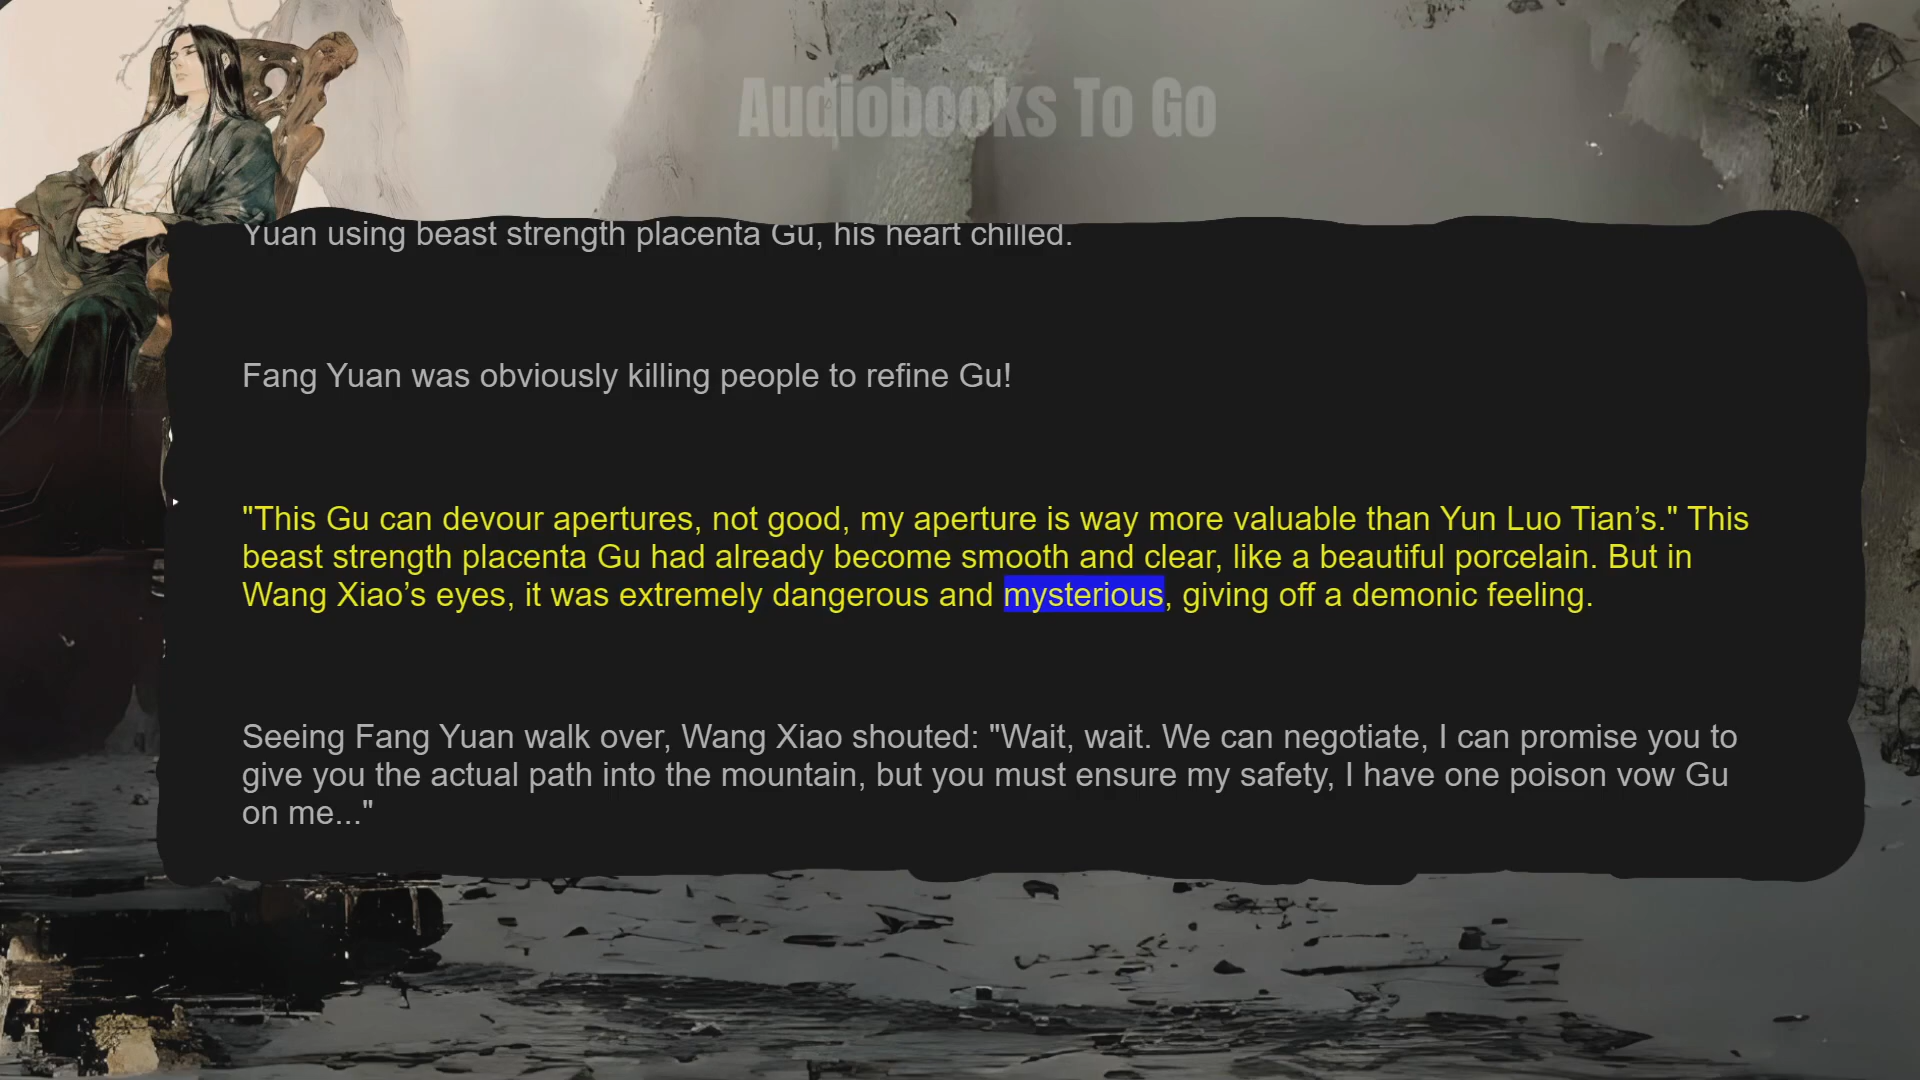 Audiobooks To Go
Yuan using beast strength placenta Gu, his heart chilled.
Fang Yuan was obviously killing people to refine Gu!
"This Gu can devour apertures, not good, my aperture is way more valuable than Yun Luo Tian’s." This
beast strength placenta Gu had already become smooth and clear, like a beautiful porcelain. But in
Wang Xiao’s eyes, it was extremely dangerous and mysterious, giving off a demonic feeling.
Seeing Fang Yuan walk over, Wang Xiao shouted: "Wait, wait. We can negotiate, I can promise you to
give you the actual path into the mountain, but you must ensure my safety, I have one poison vow Gu
on me..."